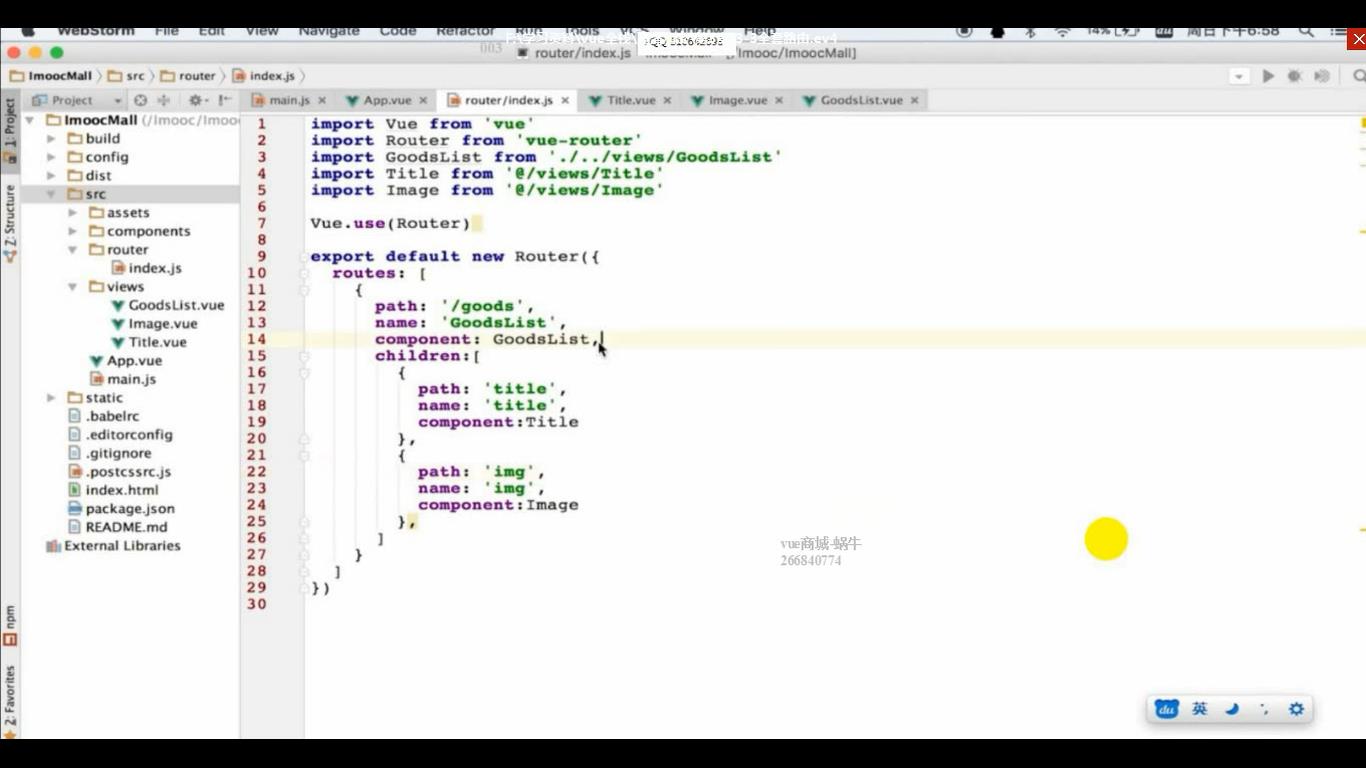 WebStorm File Edit View Navigate Code Refactor Window Help 14% 周日下午6:58
003 router/index.js
ImoocMall src router index.js
Project main.js App.vue router/index.js Title.vue Image.vue GoodsList.vue
1: Project
Z: Structure
npm
2: Favorites
ImoocMall (/Imooc/Imoo
build
config
dist
src
assets
components
router
index.js
views
GoodsList.vue
Image.vue
Title.vue
App.vue
main.js
static
.babelrc
.editorconfig
.gitignore
.postcssrc.js
index.html
package.json
README.md
External Libraries
1 import Vue from 'vue'
2 import Router from 'vue-router'
3 import GoodsList from './../views/GoodsList'
4 import Title from '@/views/Title'
5 import Image from '@/views/Image'
6
7 Vue.use(Router)
8
9 export default new Router({
10 routes: [
11 {
12 path: '/goods',
13 name: 'GoodsList',
14 component: GoodsList,
15 children:[
16 {
17 path: 'title',
18 name: 'title',
19 component:Title
20 },
21 {
22 path: 'img',
23 name: 'img',
24 component:Image
25 },
26 ]
27 }
28 ]
29 })
30
vue商城-蜗牛
266840774
du 英